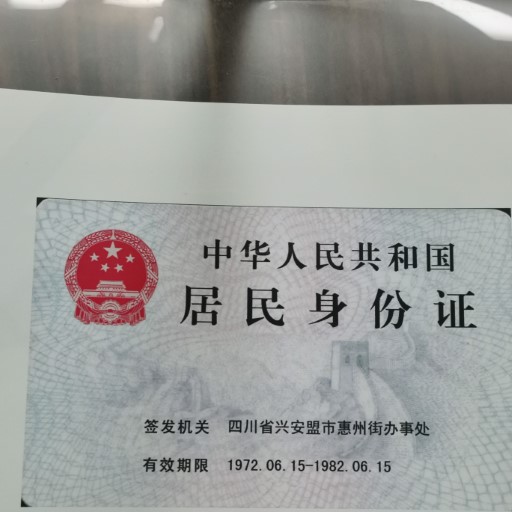 中华人民共和国
居民身份证
签发机关 四川省兴安盟市惠州街办事处
有效期限 1972.06.15-1982.06.15